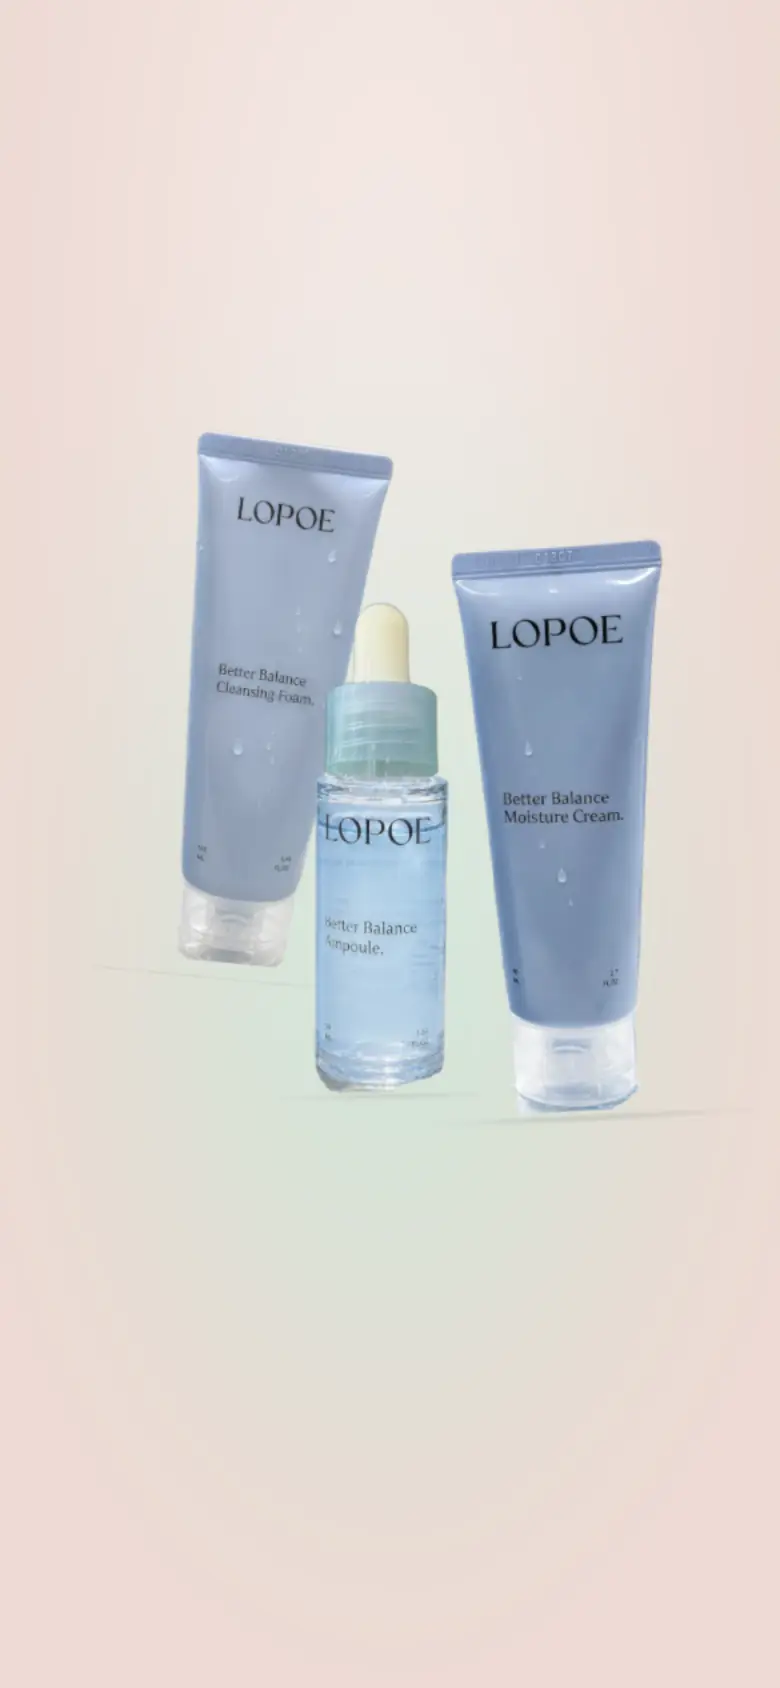 LOPOE
Better Balance
Cleansing Foam.
LOPOE
Better Balance
Ampoule.
LOPOE
Better Balance
Moisture Cream.